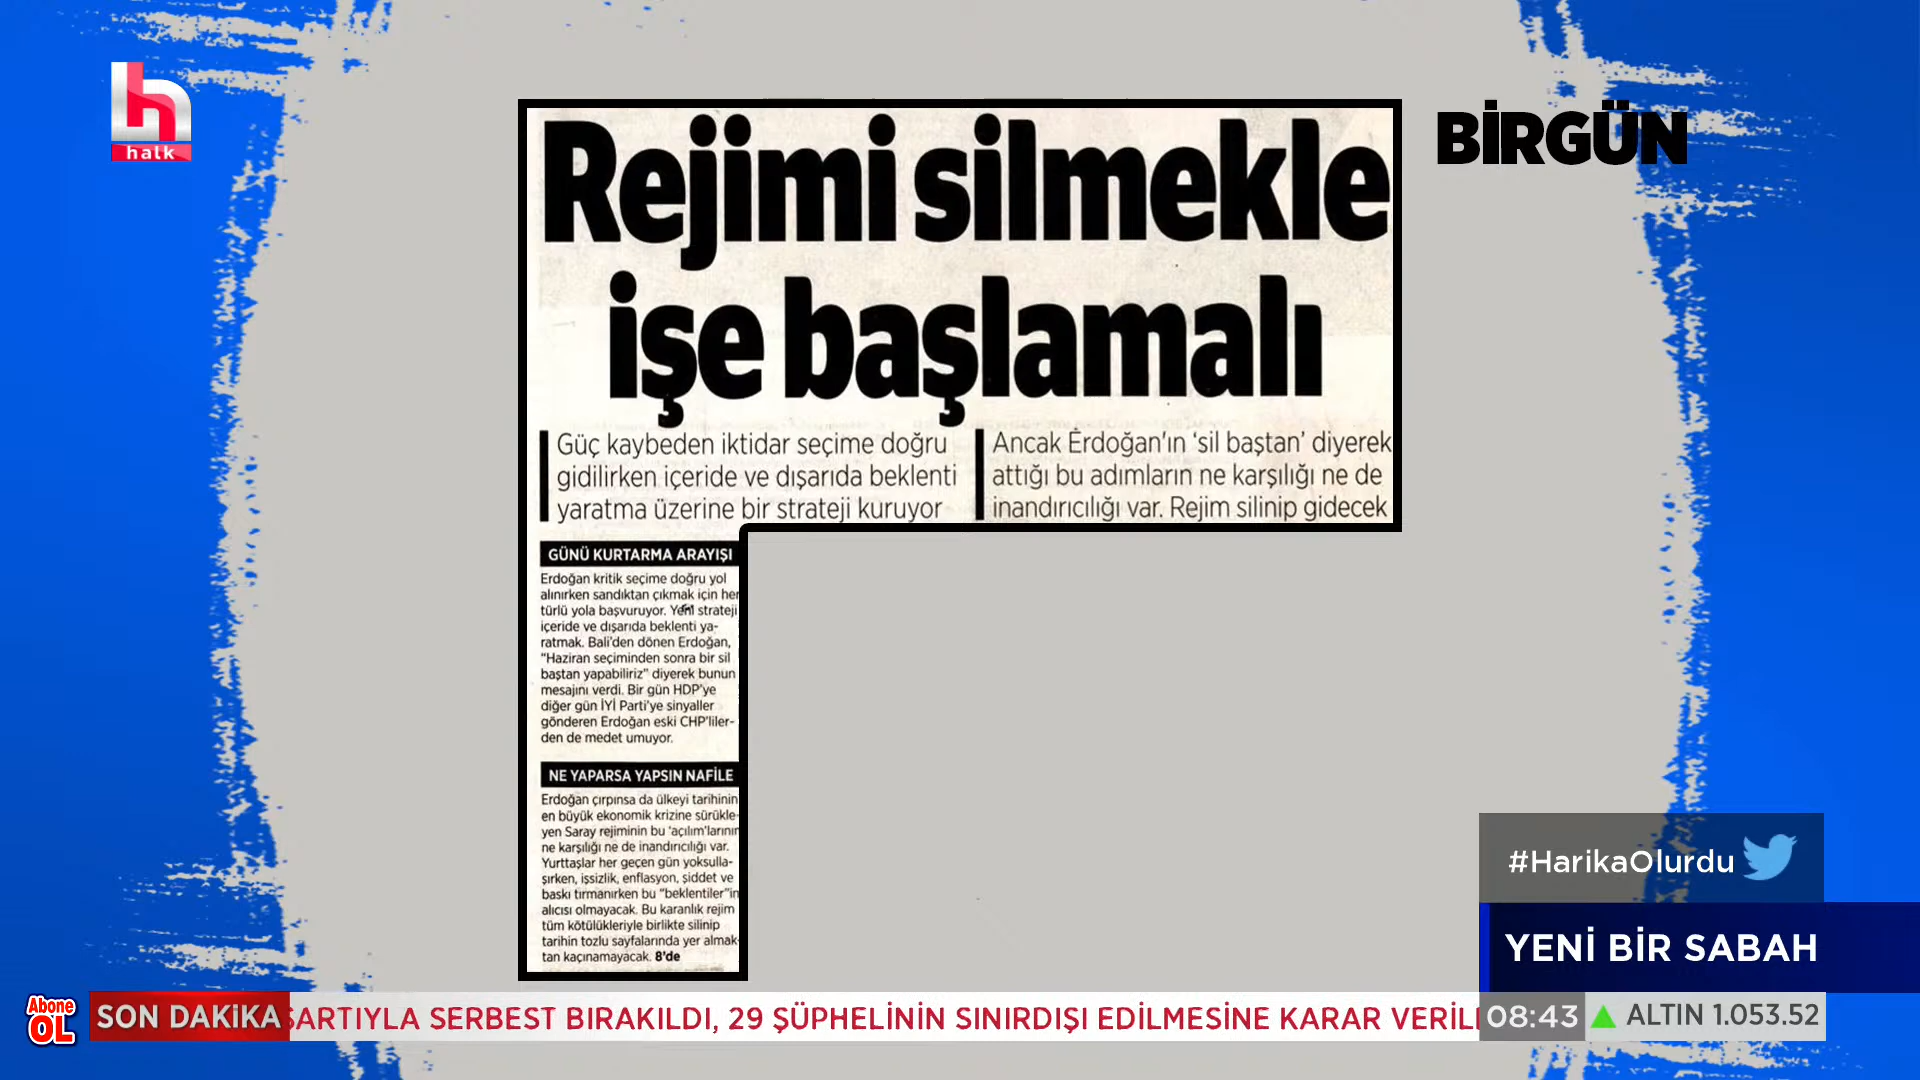 h
halk
BİRGÜN
Rejimi silmekle
işe başlamalı
Güç kaybeden iktidar seçime doğru
gidilirken içeride ve dışarıda beklenti
yaratma üzerine bir strateji kuruyor
Ancak Erdoğan'ın ‘sil baştan’ diyerek
attığı bu adımların ne karşılığı ne de
inandırıcılığı var. Rejim silinip gidecek
GÜNÜ KURTARMA ARAYIŞI
Erdoğan kritik seçime doğru yol
alınırken sandıktan çıkmak için her
türlü yola başvuruyor. Yeni strateji
içeride ve dışarıda beklenti ya-
ratmak. Bali’den dönen Erdoğan,
“Haziran seçiminden sonra bir sil
baştan yapabiliriz” diyerek bunun
mesajını verdi. Bir gün HDP’ye
diğer gün İYİ Parti’ye sinyaller
gönderen Erdoğan eski CHP’liler-
den de medet umuyor.
NE YAPARSA YAPSIN NAFİLE
Erdoğan çırpınsa da ülkeyi tarihinin
en büyük ekonomik krizine sürükle-
yen Saray rejiminin bu ‘açılım’larının
ne karşılığı ne de inandırıcılığı var.
Yurttaşlar her geçen gün yoksulla-
şırken, işsizlik, enflasyon, şiddet ve
baskı tırmanırken bu “beklentiler”in
alıcısı olmayacak. Bu karanlık rejim
tüm kötülükleriyle birlikte silinip
tarihin tozlu sayfalarında yer almak-
tan kaçınamayacak. 8’de
#HarikaOlurdu
YENİ BİR SABAH
Abone
OL
SON DAKİKA
ŞARTIYLA SERBEST BIRAKILDI, 29 ŞÜPHELİNİN SINIRDIŞI EDİLMESİNE KARAR VERİL
08:43
ALTIN 1.053.52